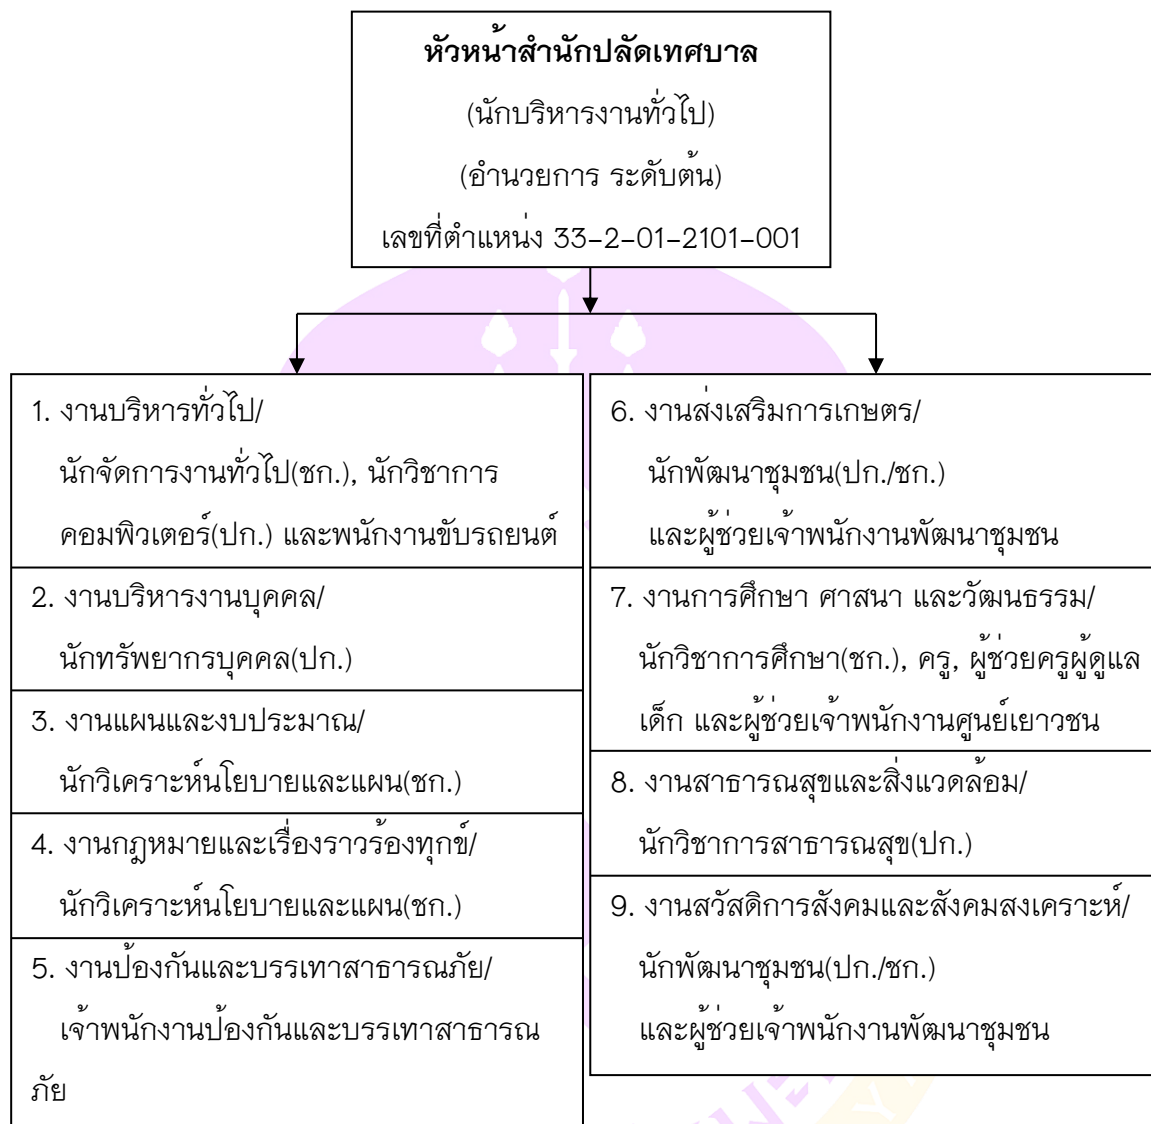 หัวหน้าสำนักปลัดเทศบาล
(นักบริหารงานทั่วไป)
(อำนวยการ ระดับต้น)
เลขที่ตำแหน่ง 33-2-01-2101-001
1. งานบริหารทั่วไป/
นักจัดการงานทั่วไป(ชก.), นักวิชาการ
คอมพิวเตอร์(ปก.) และพนักงานขับรถยนต์
2. งานบริหารงานบุคคล/
นักทรัพยากรบุคคล(ปก.)
3. งานแผนและงบประมาณ/
นักวิเคราะห์นโยบายและแผน(ชก.)
4. งานกฎหมายและเรื่องราวร้องทุกข์/
นักวิเคราะห์นโยบายและแผน(ชก.)
5. งานป้องกันและบรรเทาสาธารณภัย/
เจ้าพนักงานป้องกันและบรรเทาสาธารณ
ภัย
6. งานส่งเสริมการเกษตร/
นักพัฒนาชุมชน(ปก./ชก.)
และผู้ช่วยเจ้าพนักงานพัฒนาชุมชน
7. งานการศึกษา ศาสนา และวัฒนธรรม/
นักวิชาการศึกษา(ชก.), ครู, ผู้ช่วยครูผู้ดูแล
เด็ก และผู้ช่วยเจ้าพนักงานศูนย์เยาวชน
8. งานสาธารณสุขและสิ่งแวดล้อม/
นักวิชาการสาธารณสุข(ปก.)
9. งานสวัสดิการสังคมและสังคมสงเคราะห์/
นักพัฒนาชุมชน(ปก./ชก.)
และผู้ช่วยเจ้าพนักงานพัฒนาชุมชน